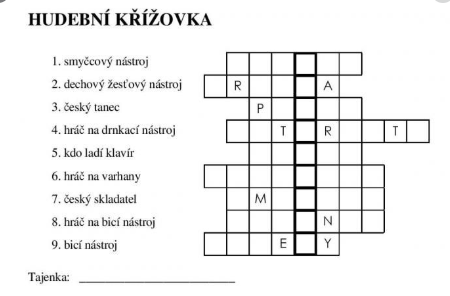 HUDEBNÍ KŘÍŽOVKA
1. smyčcový nástroj
2. dechový žesťový nástroj
R A
3. český tanec
P
4. hráč na drnkací nástroj
T R T
5. kdo ladí klavír
6. hráč na varhany
7. český skladatel
M
8. hráč na bicí nástroj
N
9. bicí nástroj
E Y
Tajenka: